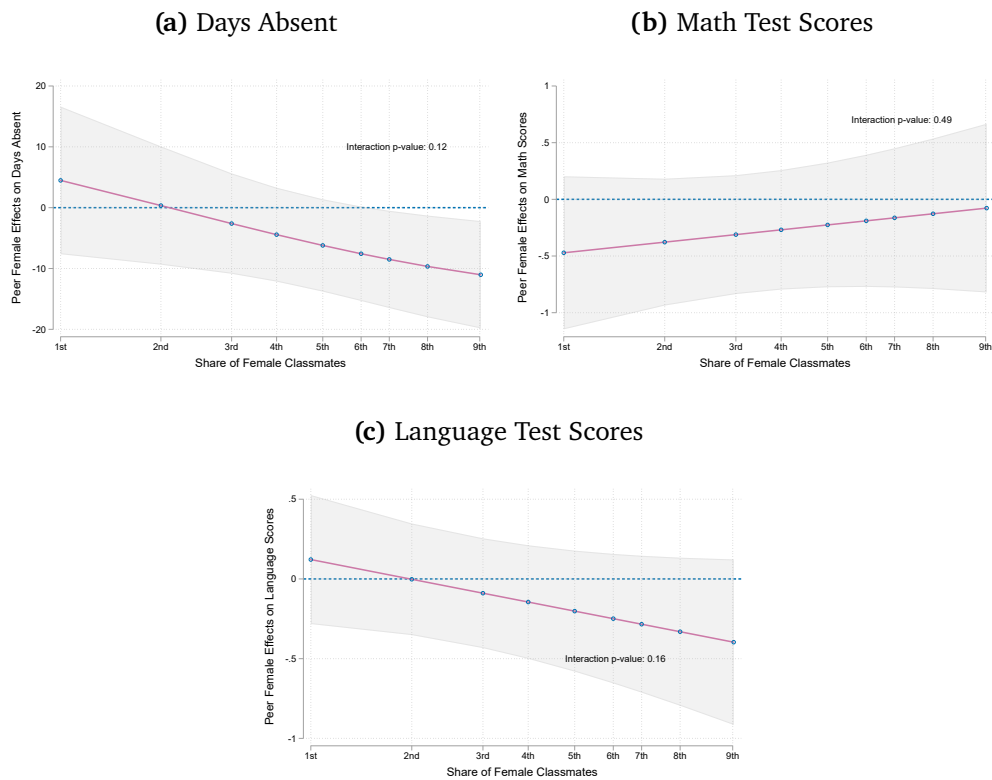 (a) Days Absent
Peer Female Effects on Days Absent
20
10
0
-10
-20
Interaction p-value: 0.12
1st 2nd 3rd 4th 5th 6th 7th 8th 9th
Share of Female Classmates
(b) Math Test Scores
Peer Female Effects on Math Scores
1
.5
0
-.5
-1
Interaction p-value: 0.49
1st 2nd 3rd 4th 5th 6th 7th 8th 9th
Share of Female Classmates
(c) Language Test Scores
Peer Female Effects on Language Scores
.5
0
-.5
-1
Interaction p-value: 0.16
1st 2nd 3rd 4th 5th 6th 7th 8th 9th
Share of Female Classmates